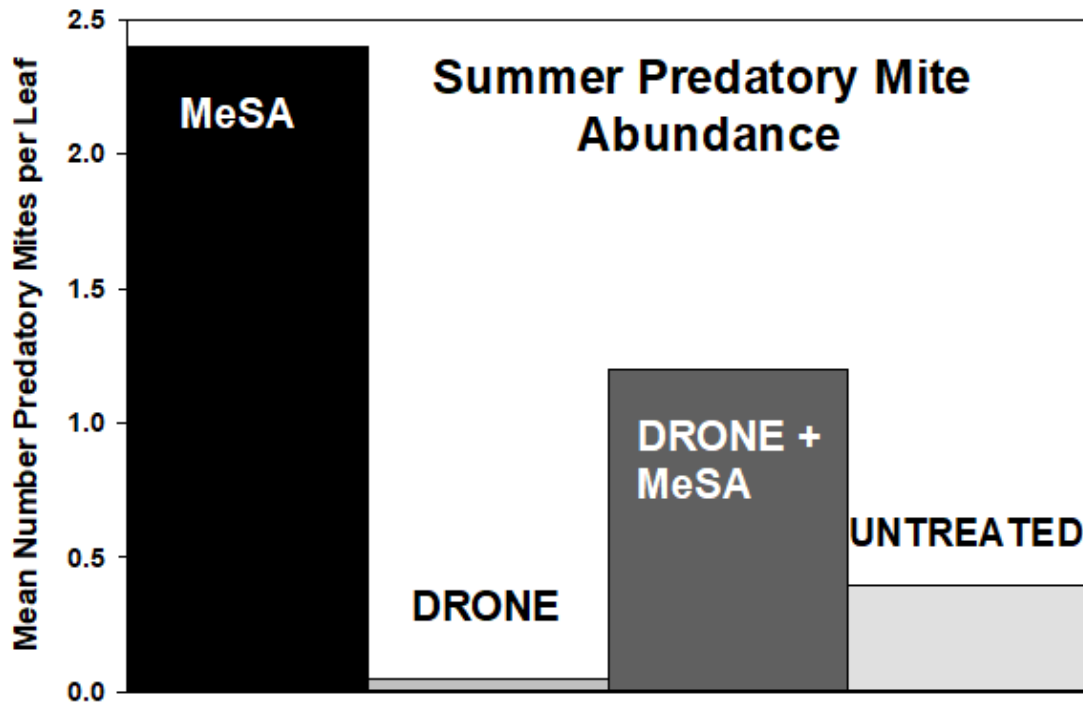 Mean Number Predatory Mites per Leaf
2.5
2.0
1.5
1.0
0.5
0.0
Summer Predatory Mite
Abundance
MeSA
DRONE
DRONE +
MeSA
UNTREATED